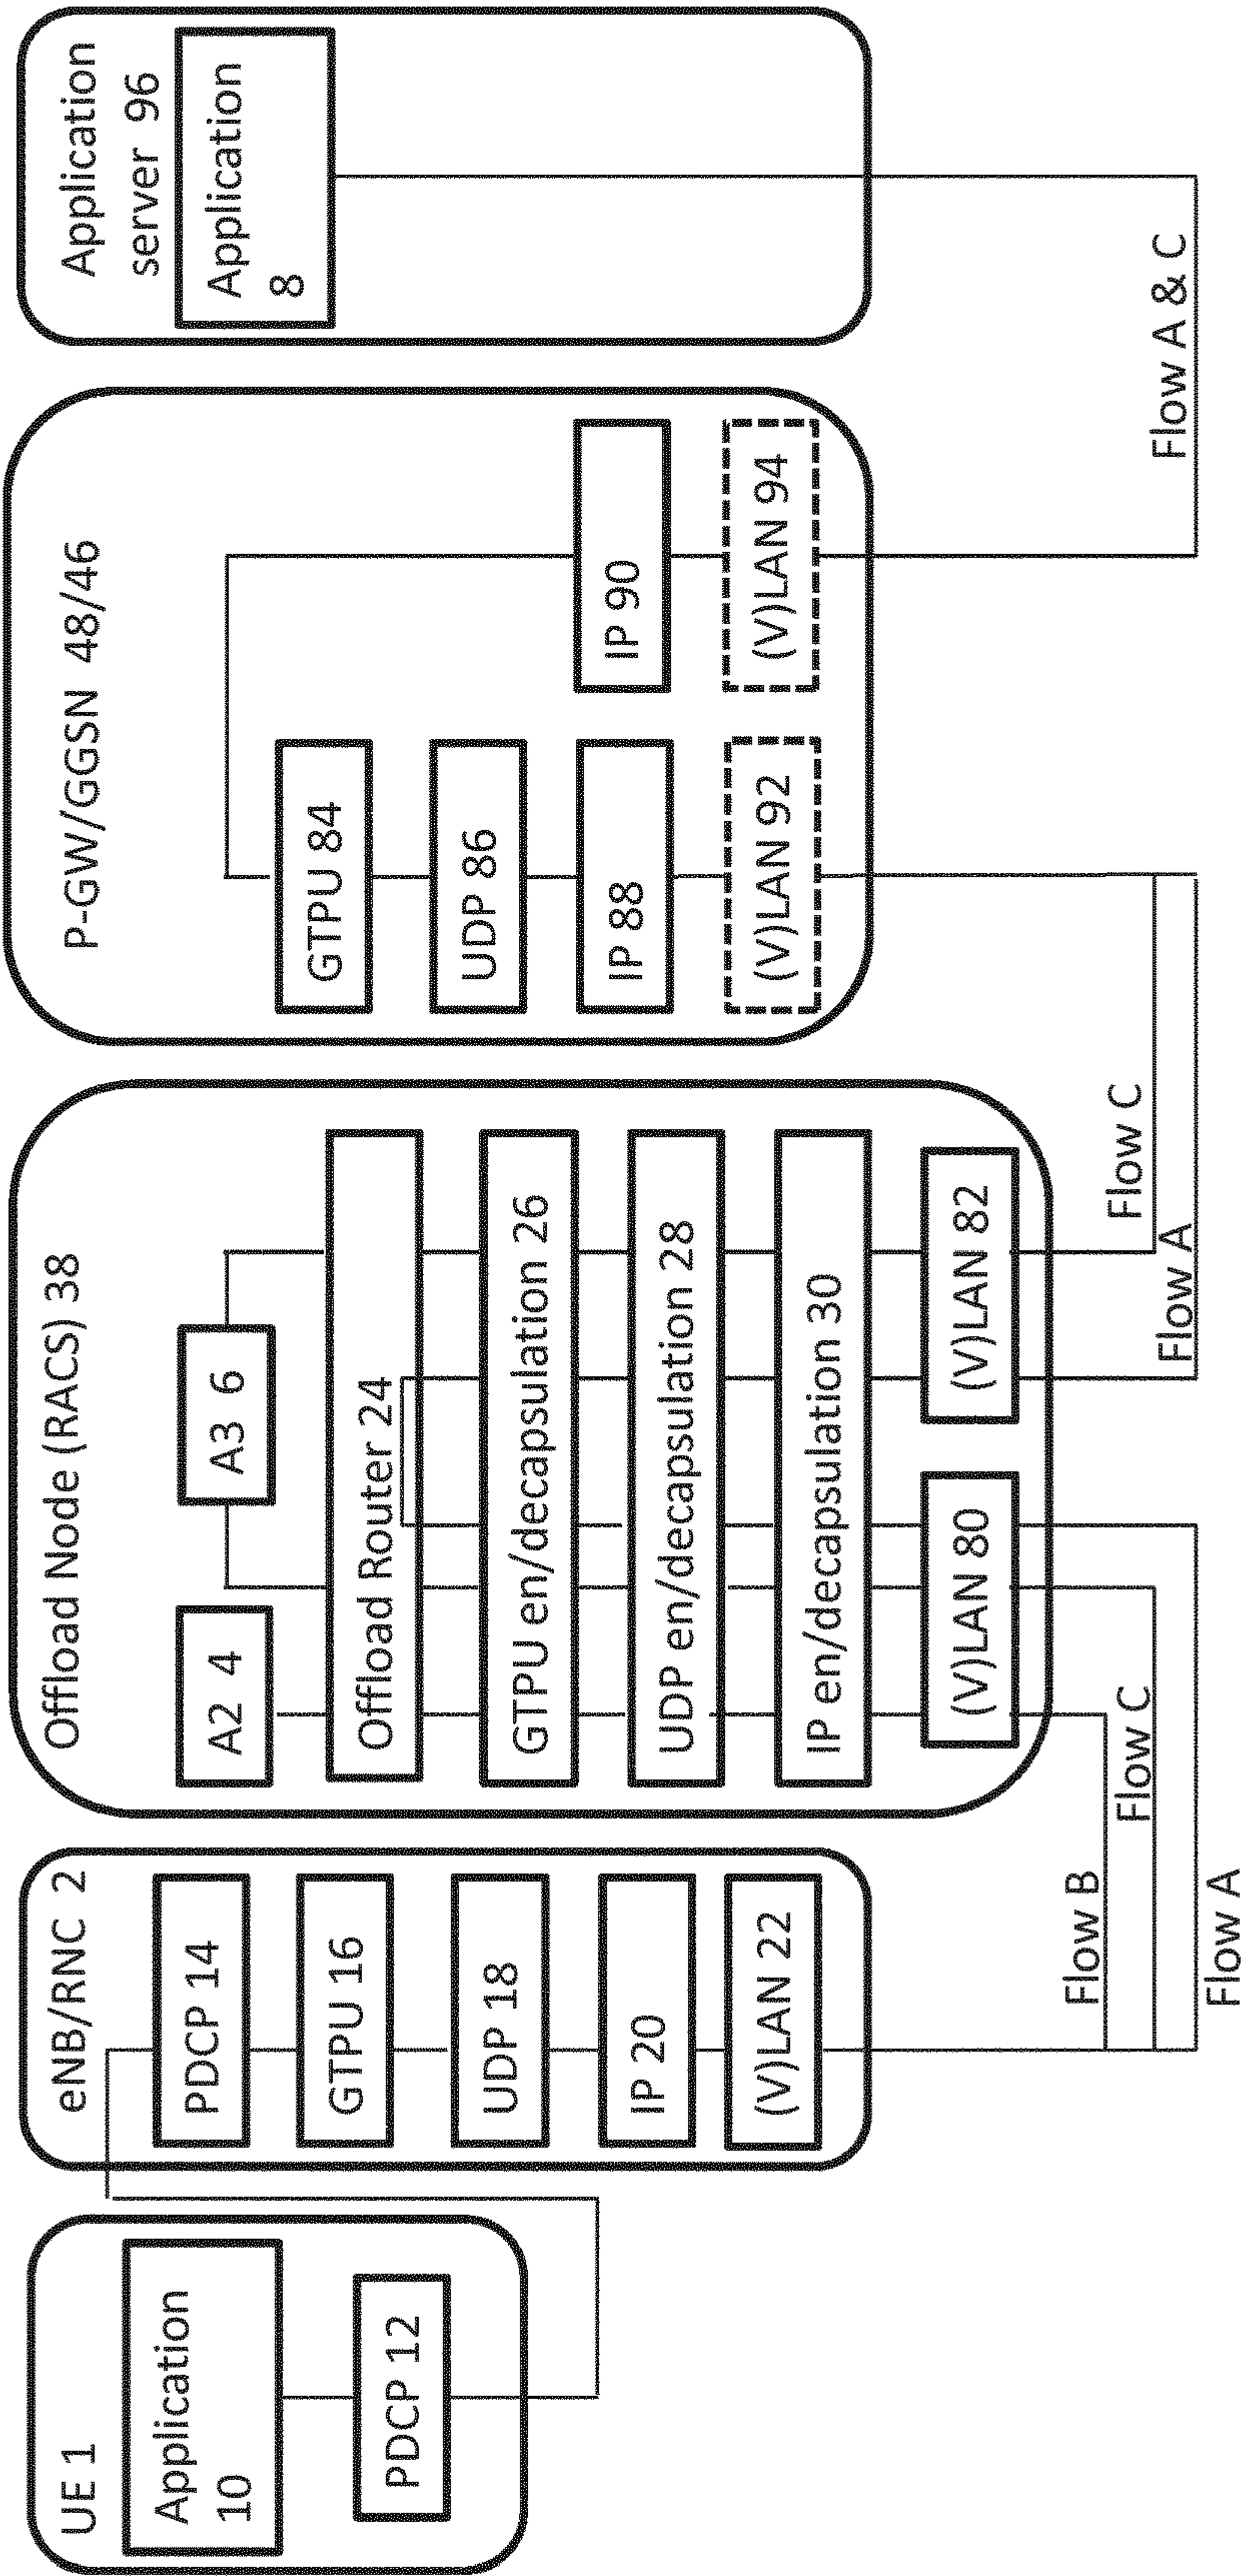 UE 1
Application
10
PDCP 12
eNB/RNC 2
PDCP 14
GTPU 16
UDP 18
IP 20
(V)LAN 22
Flow B
Flow C
Flow A
Offload Node (RACS) 38
A2 4
A3 6
Offload Router 24
GTPU en/decapsulation 26
UDP en/decapsulation 28
IP en/decapsulation 30
(V)LAN 80
(V)LAN 82
Flow C
Flow A
P-GW/GGSN 48/46
GTPU 84
UDP 86
IP 88
IP 90
(V)LAN 92
(V)LAN 94
Flow A & C
Application
server 96
Application
8